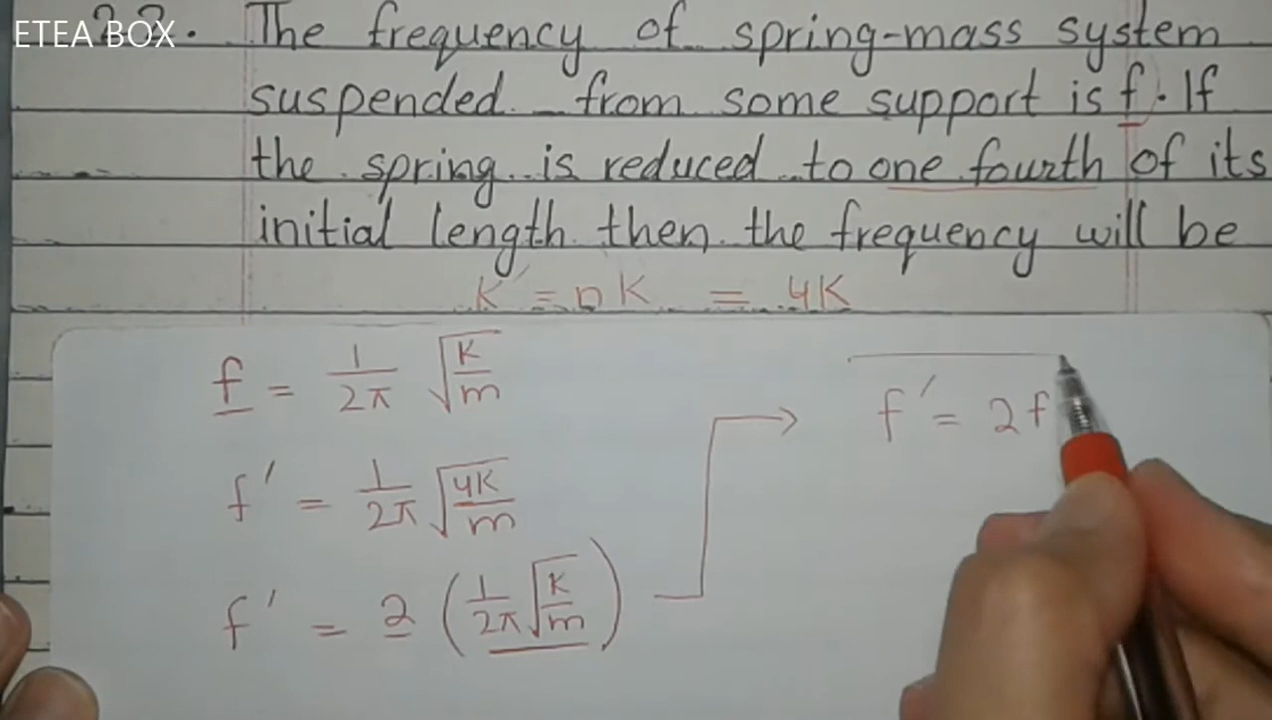 ETEA BOX
22. The frequency of spring-mass system
suspended from some support is f. If
the spring is reduced to one fourth of its
initial length then the frequency will be
K' = nK = 4K
f = 1/2π √K/m
f' = 1/2π √4K/m
f' = 2 (1/2π √K/m)
f' = 2f